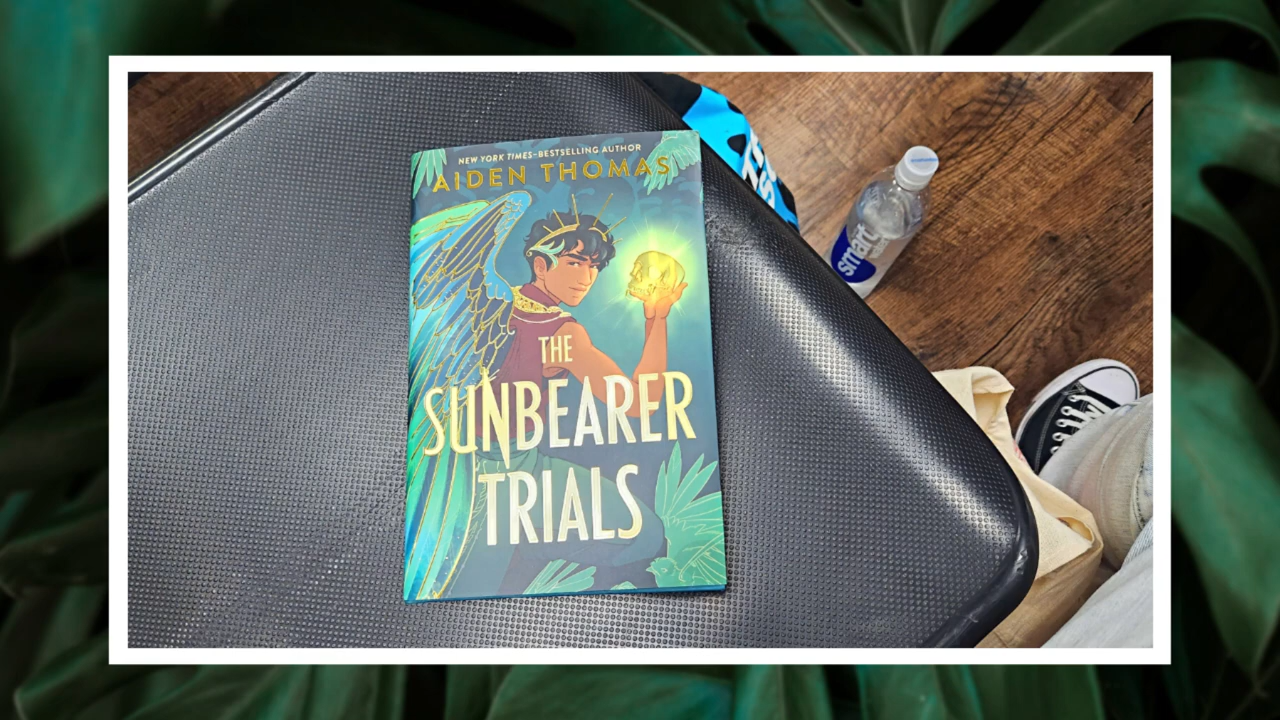 NEW YORK TIMES-BESTSELLING AUTHOR
AIDEN THOMAS
THE
SUNBEARER
TRIALS
smart